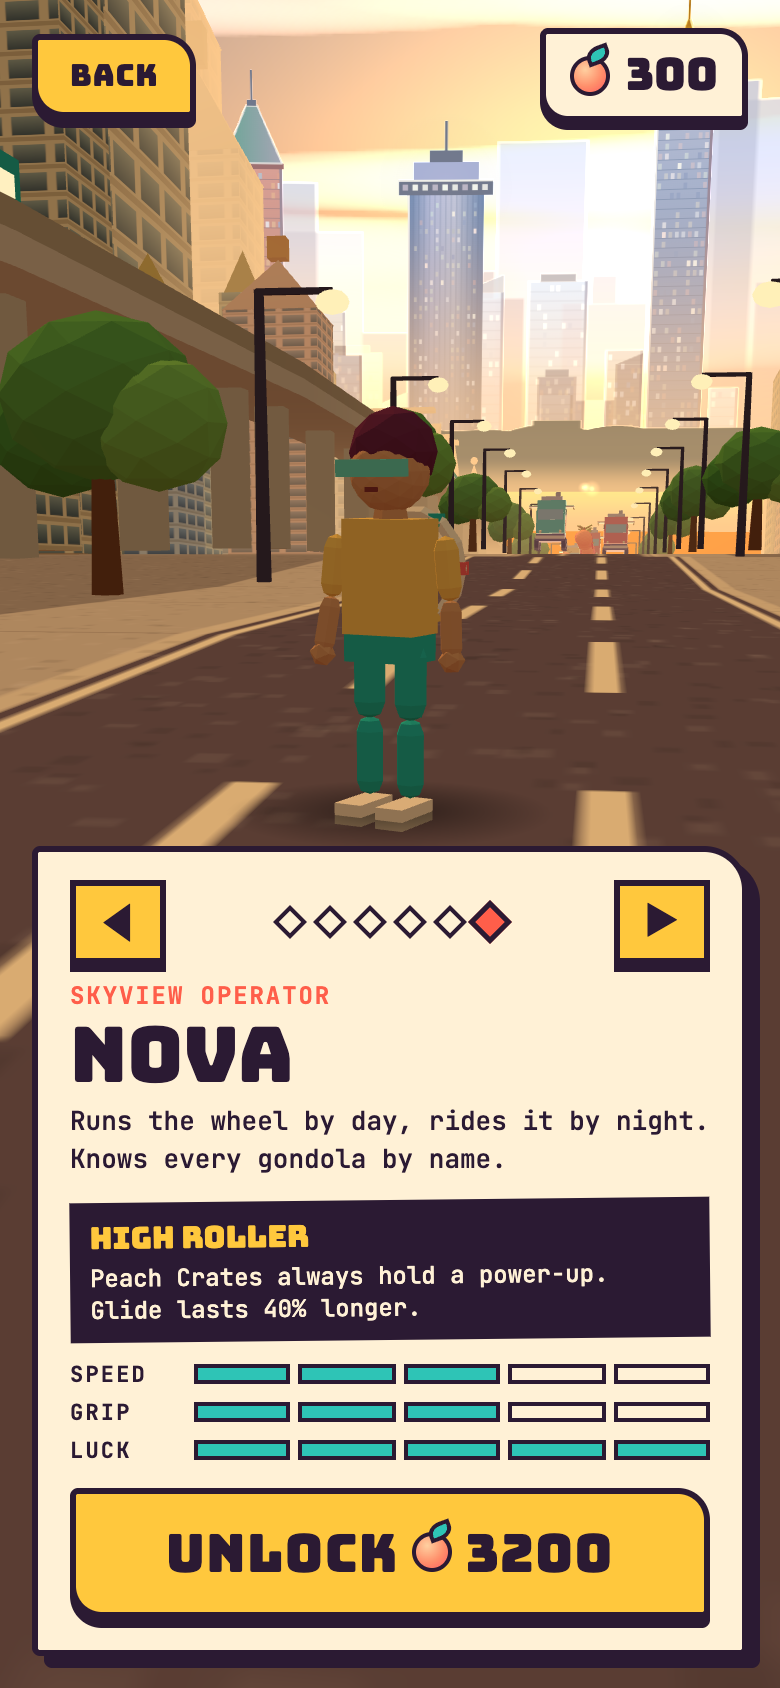 BACK
300
SKYVIEW OPERATOR
NOVA
Runs the wheel by day, rides it by night.
Knows every gondola by name.
HIGH ROLLER
Peach Crates always hold a power-up.
Glide lasts 40% longer.
SPEED
GRIP
LUCK
UNLOCK 3200